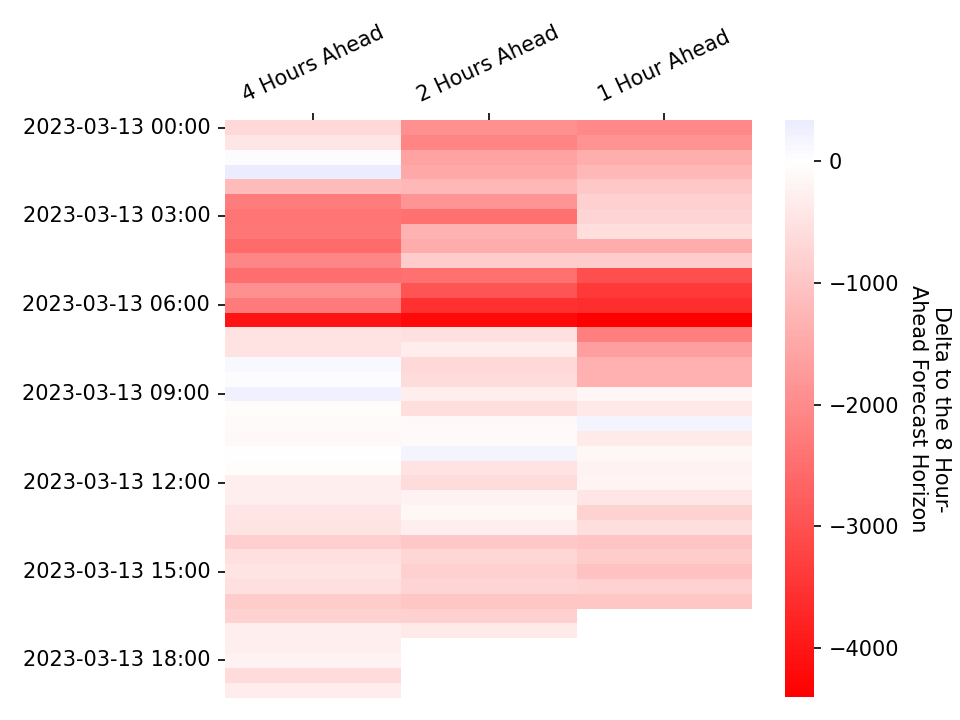 4 Hours Ahead
2 Hours Ahead
1 Hour Ahead
2023-03-13 00:00
2023-03-13 03:00
2023-03-13 06:00
2023-03-13 09:00
2023-03-13 12:00
2023-03-13 15:00
2023-03-13 18:00
0
−1000
−2000
−3000
−4000
Delta to the 8 Hour-
Ahead Forecast Horizon